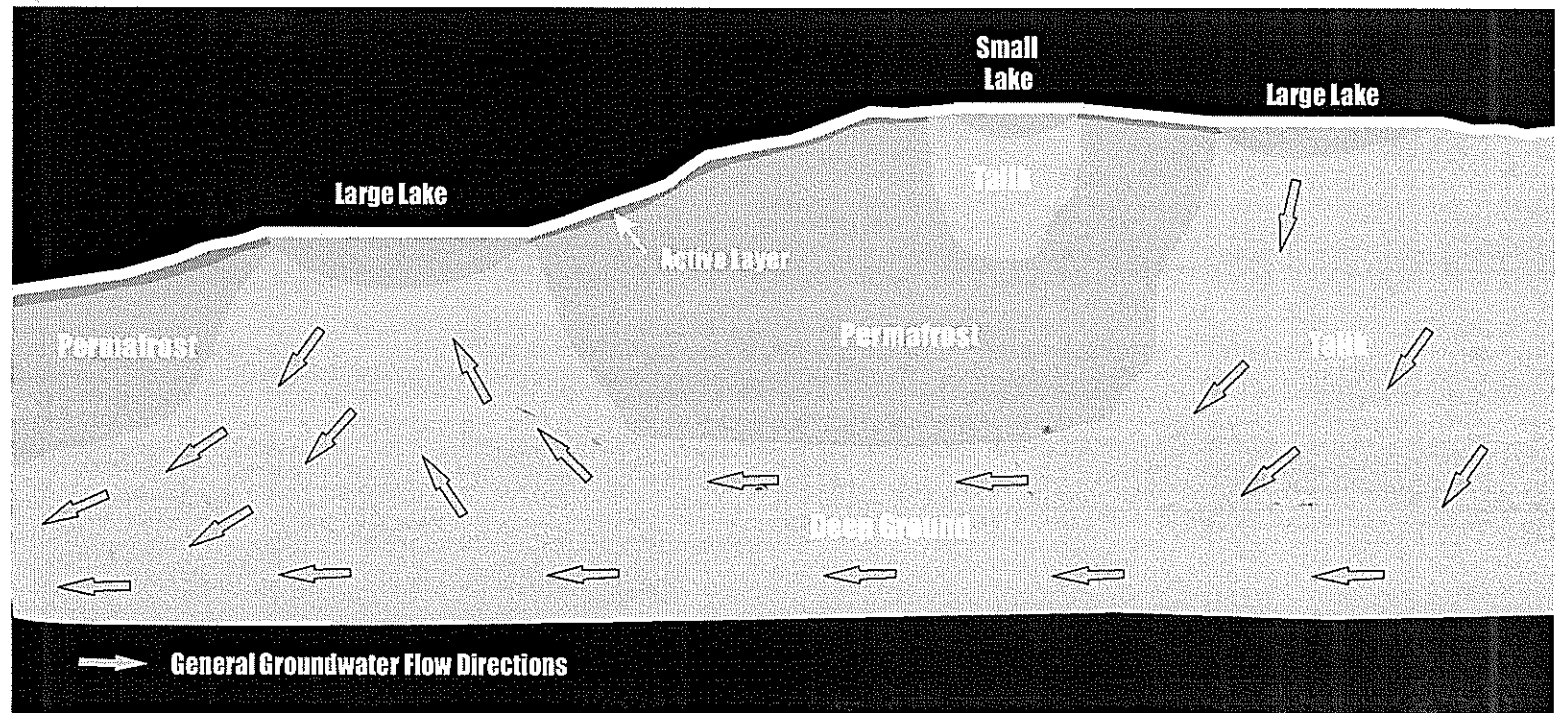 Small
Lake
Large Lake
Talik
Large Lake
Active Layer
Permafrost
Permafrost
Talik
Deep Ground
General Groundwater Flow Directions